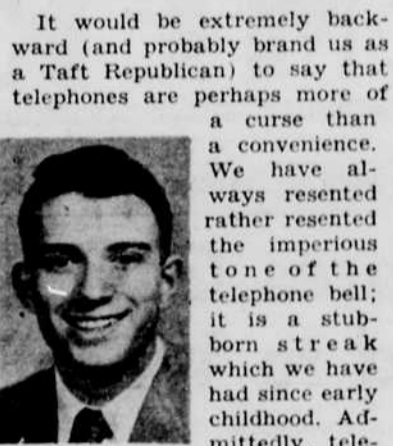 It would be extremely back-
ward (and probably brand us as
a Taft Republican) to say that
telephones are perhaps more of
a curse than
a convenience.
We have al-
ways resented
rather resented
the imperious
tone of the
telephone bell;
it is a stub-
born streak
which we have
had since early
childhood. Ad-
mittedly tele-